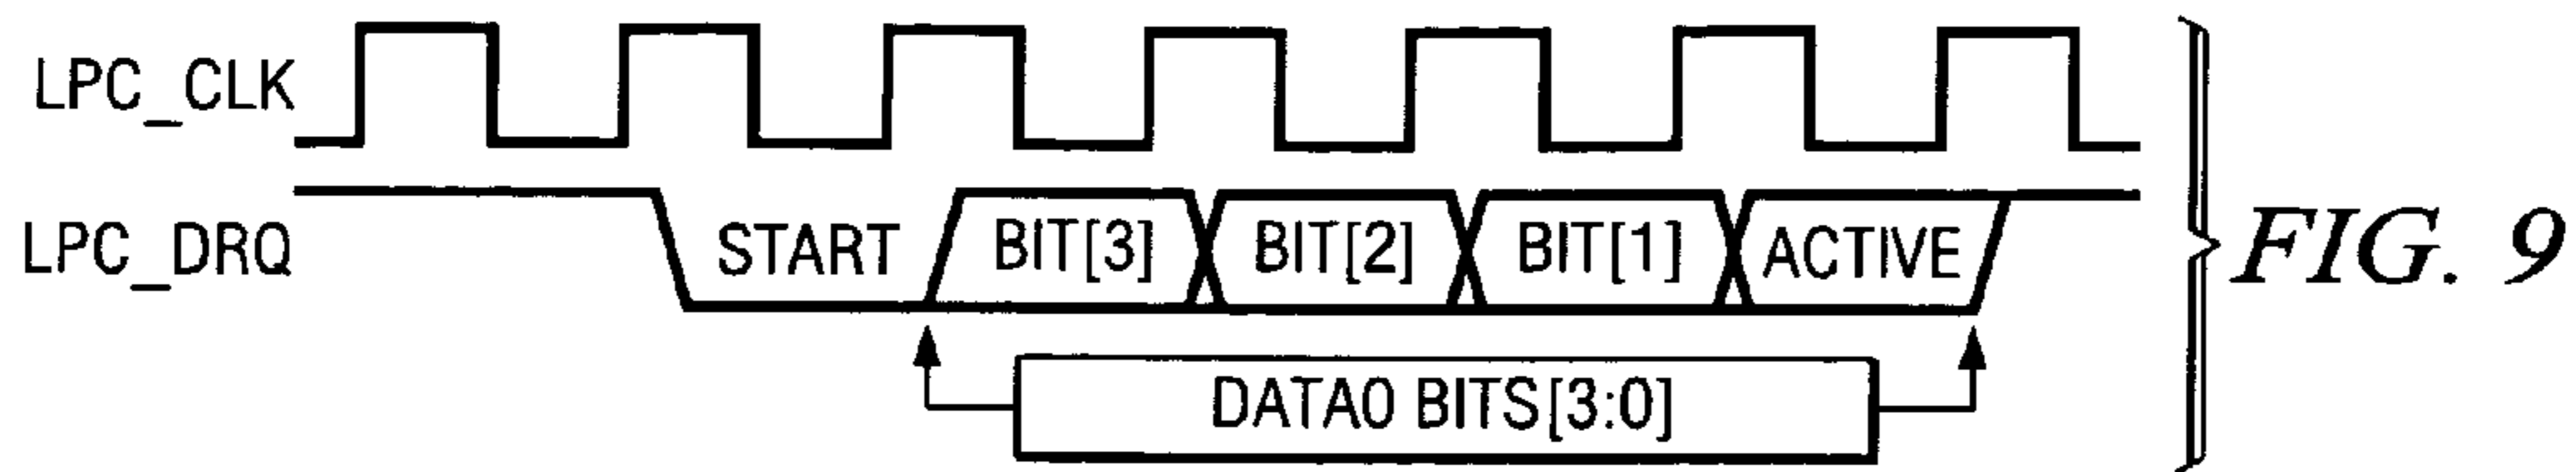 LPC_CLK
LPC_DRQ
START
BIT[3]
BIT[2]
BIT[1]
ACTIVE
DATA0 BITS[3:0]
FIG. 9